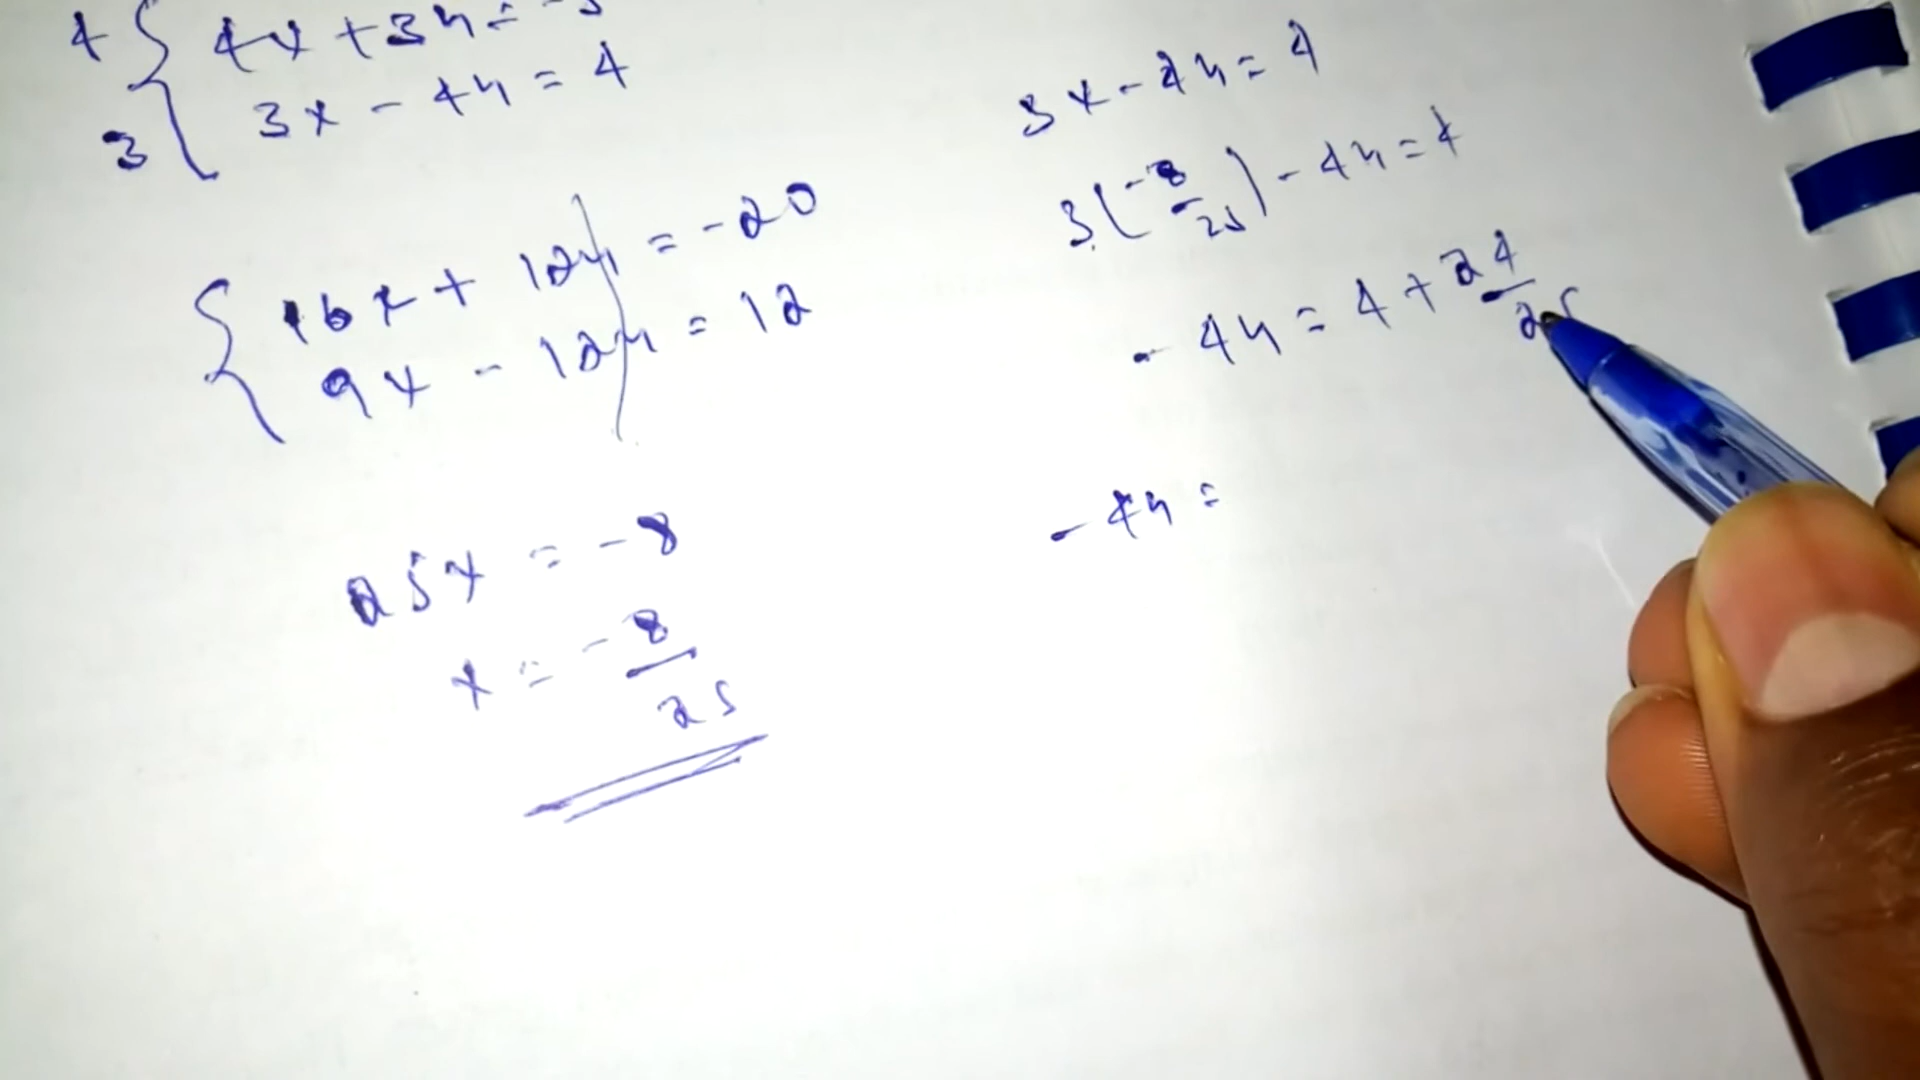 4 { 4x + 3y = -5
3 { 3x - 4y = 4
{ 16x + 12y = -20
9x - 12y = 12
25x = -8
x = -8/25
3x - 4y = 4
3(-8/25) - 4y = 4
- 4y = 4 + 24/25
- 4y =